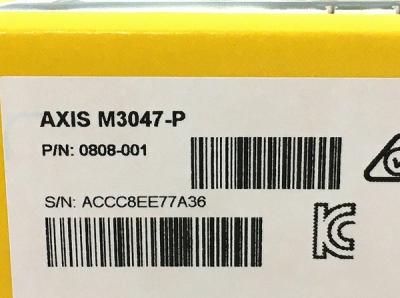 AXIS M3047-P
P/N: 0808-001
S/N: ACCC8EE77A36